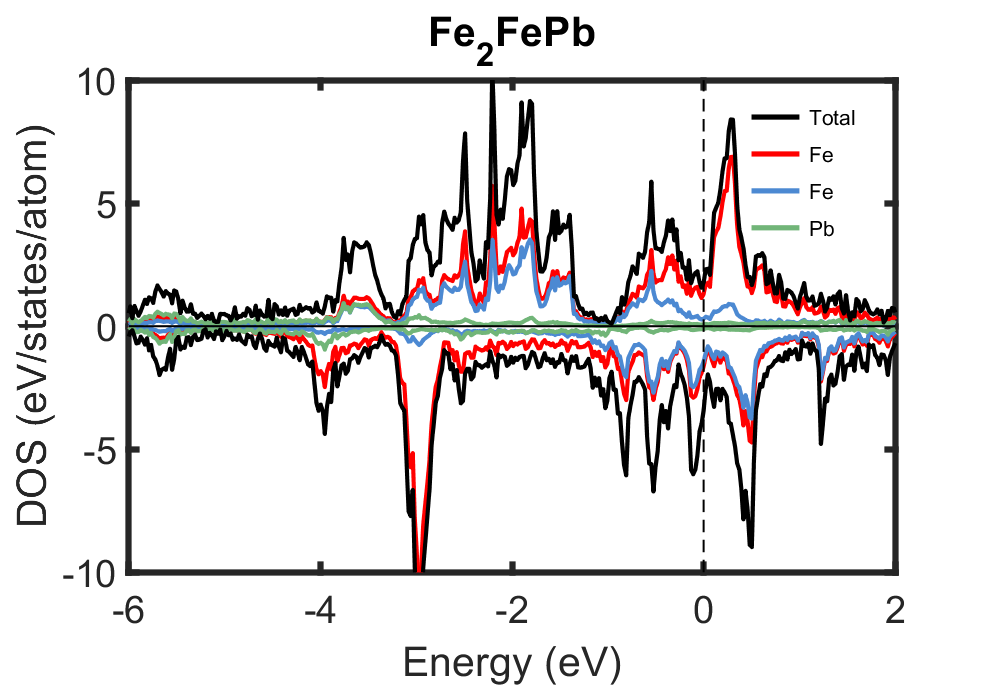 Fe2FePb
10
5
0
-5
-10
DOS (eV/states/atom)
Total
Fe
Fe
Pb
-6 -4 -2 0 2
Energy (eV)